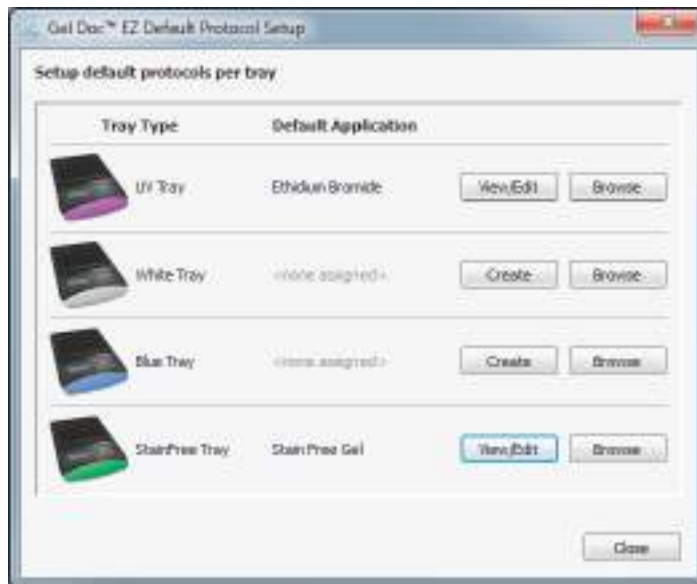 Gel Doc™ EZ Default Protocol Setup
Setup default protocols per tray
Tray Type Default Application
UV Tray Ethidium Bromide View/Edit Browse
White Tray <none assigned> Create Browse
Blue Tray <none assigned> Create Browse
StainFree Tray Stain Free Gel View/Edit Browse
Close